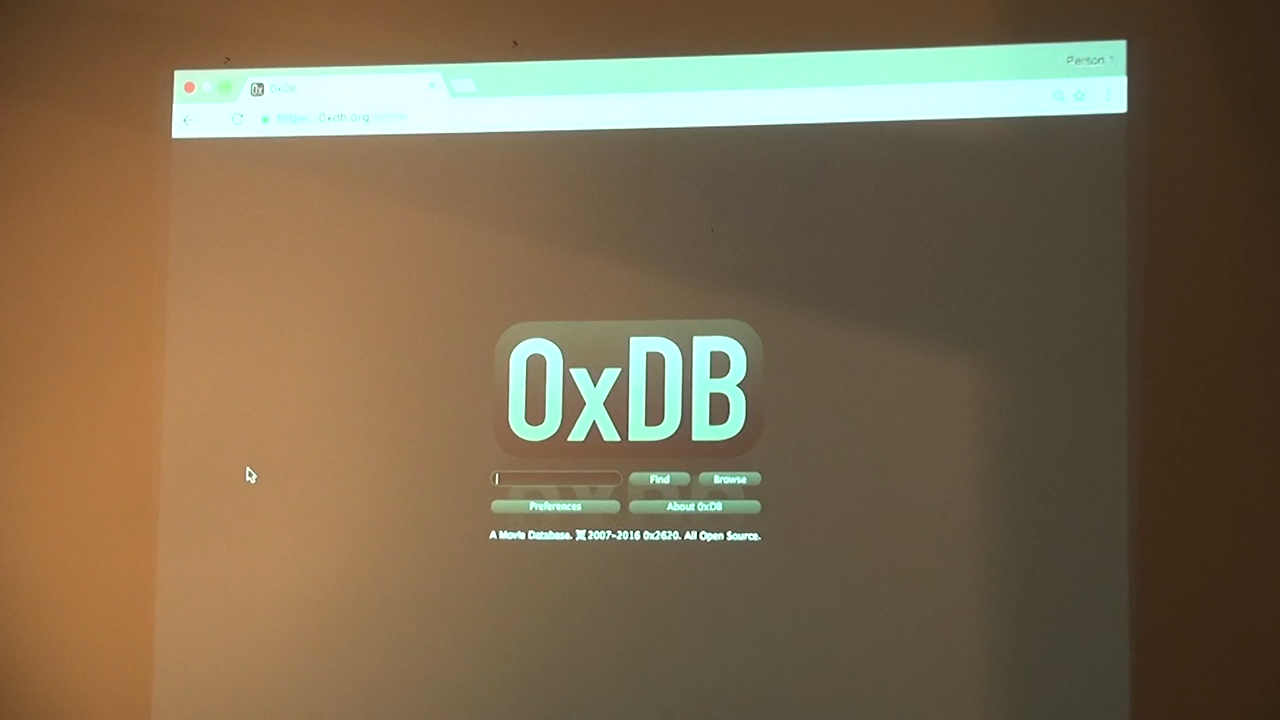 Person 1
0x 0xDB
https 0xdb.org
0xDB
Find Browse
Preferences About 0xDB
A Movie Database. 2007–2016 0x2620. All Open Source.